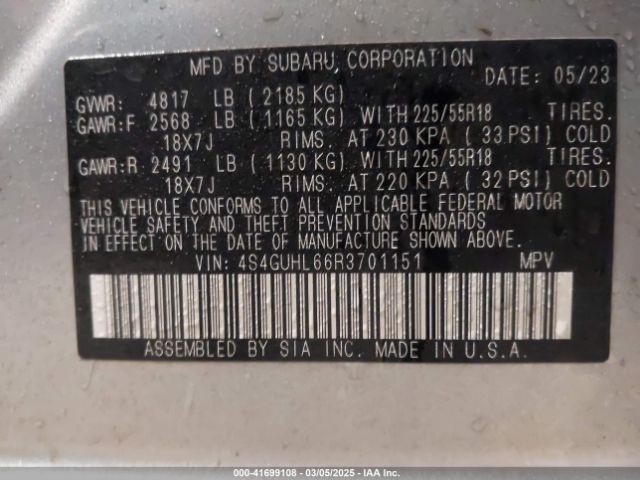 MFD BY SUBARU CORPORATION
DATE: 05/23
GVWR: 4817 LB ( 2185 KG)
GAWR:F 2568 LB ( 1165 KG) WITH 225/55R18 TIRES.
18X7J RIMS. AT 230 KPA ( 33 PSI) COLD
GAWR:R 2491 LB ( 1130 KG) WITH 225/55R18 TIRES.
18X7J RIMS. AT 220 KPA ( 32 PSI) COLD
THIS VEHICLE CONFORMS TO ALL APPLICABLE FEDERAL MOTOR
VEHICLE SAFETY AND THEFT PREVENTION STANDARDS
IN EFFECT ON THE DATE OF MANUFACTURE SHOWN ABOVE.
VIN: 4S4GUHL66R3701151 MPV
ASSEMBLED BY SIA INC. MADE IN U.S.A.
00-41699108 - 03/05/2025 - IAA Inc.